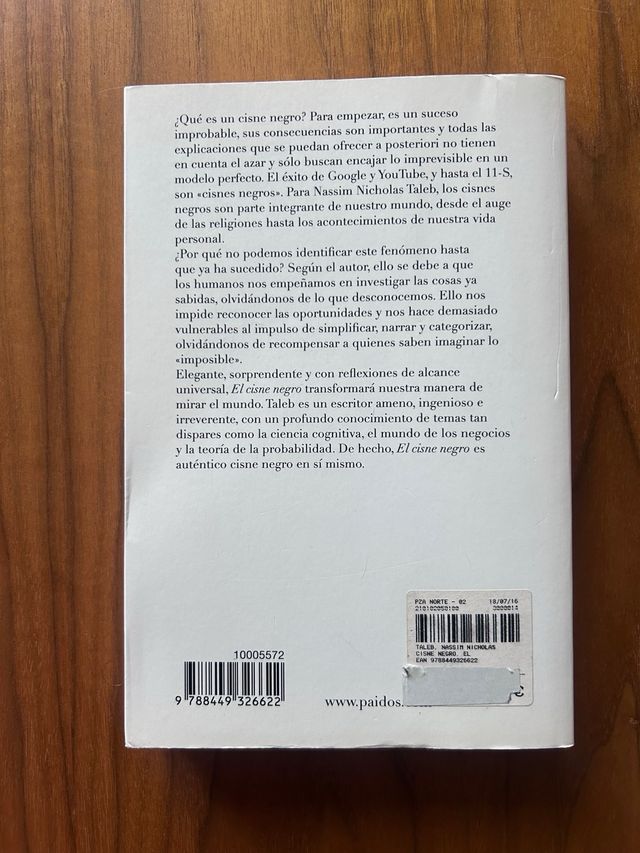 ¿Qué es un cisne negro? Para empezar, es un suceso
improbable, sus consecuencias son importantes y todas las
explicaciones que se puedan ofrecer a posteriori no tienen
en cuenta el azar y sólo buscan encajar lo imprevisible en un
modelo perfecto. El éxito de Google y YouTube, y hasta el 11-S,
son «cisnes negros». Para Nassim Nicholas Taleb, los cisnes
negros son parte integrante de nuestro mundo, desde el auge
de las religiones hasta los acontecimientos de nuestra vida
personal.
¿Por qué no podemos identificar este fenómeno hasta
que ya ha sucedido? Según el autor, ello se debe a que
los humanos nos empeñamos en investigar las cosas ya
sabidas, olvidándonos de lo que desconocemos. Ello nos
impide reconocer las oportunidades y nos hace demasiado
vulnerables al impulso de simplificar, narrar y categorizar,
olvidándonos de recompensar a quienes saben imaginar lo
«imposible».
Elegante, sorprendente y con reflexiones de alcance
universal, El cisne negro transformará nuestra manera de
mirar el mundo. Taleb es un escritor ameno, ingenioso e
irreverente, con un profundo conocimiento de temas tan
dispares como la ciencia cognitiva, el mundo de los negocios
y la teoría de la probabilidad. De hecho, El cisne negro es
auténtico cisne negro en sí mismo.
PZA NORTE - 02 18/07/16
210102050100
TALEB, NASSIM NICHOLAS
CISNE NEGRO, EL
EAN 9788449326622
10005572
9 788449 326622
www.paidos.